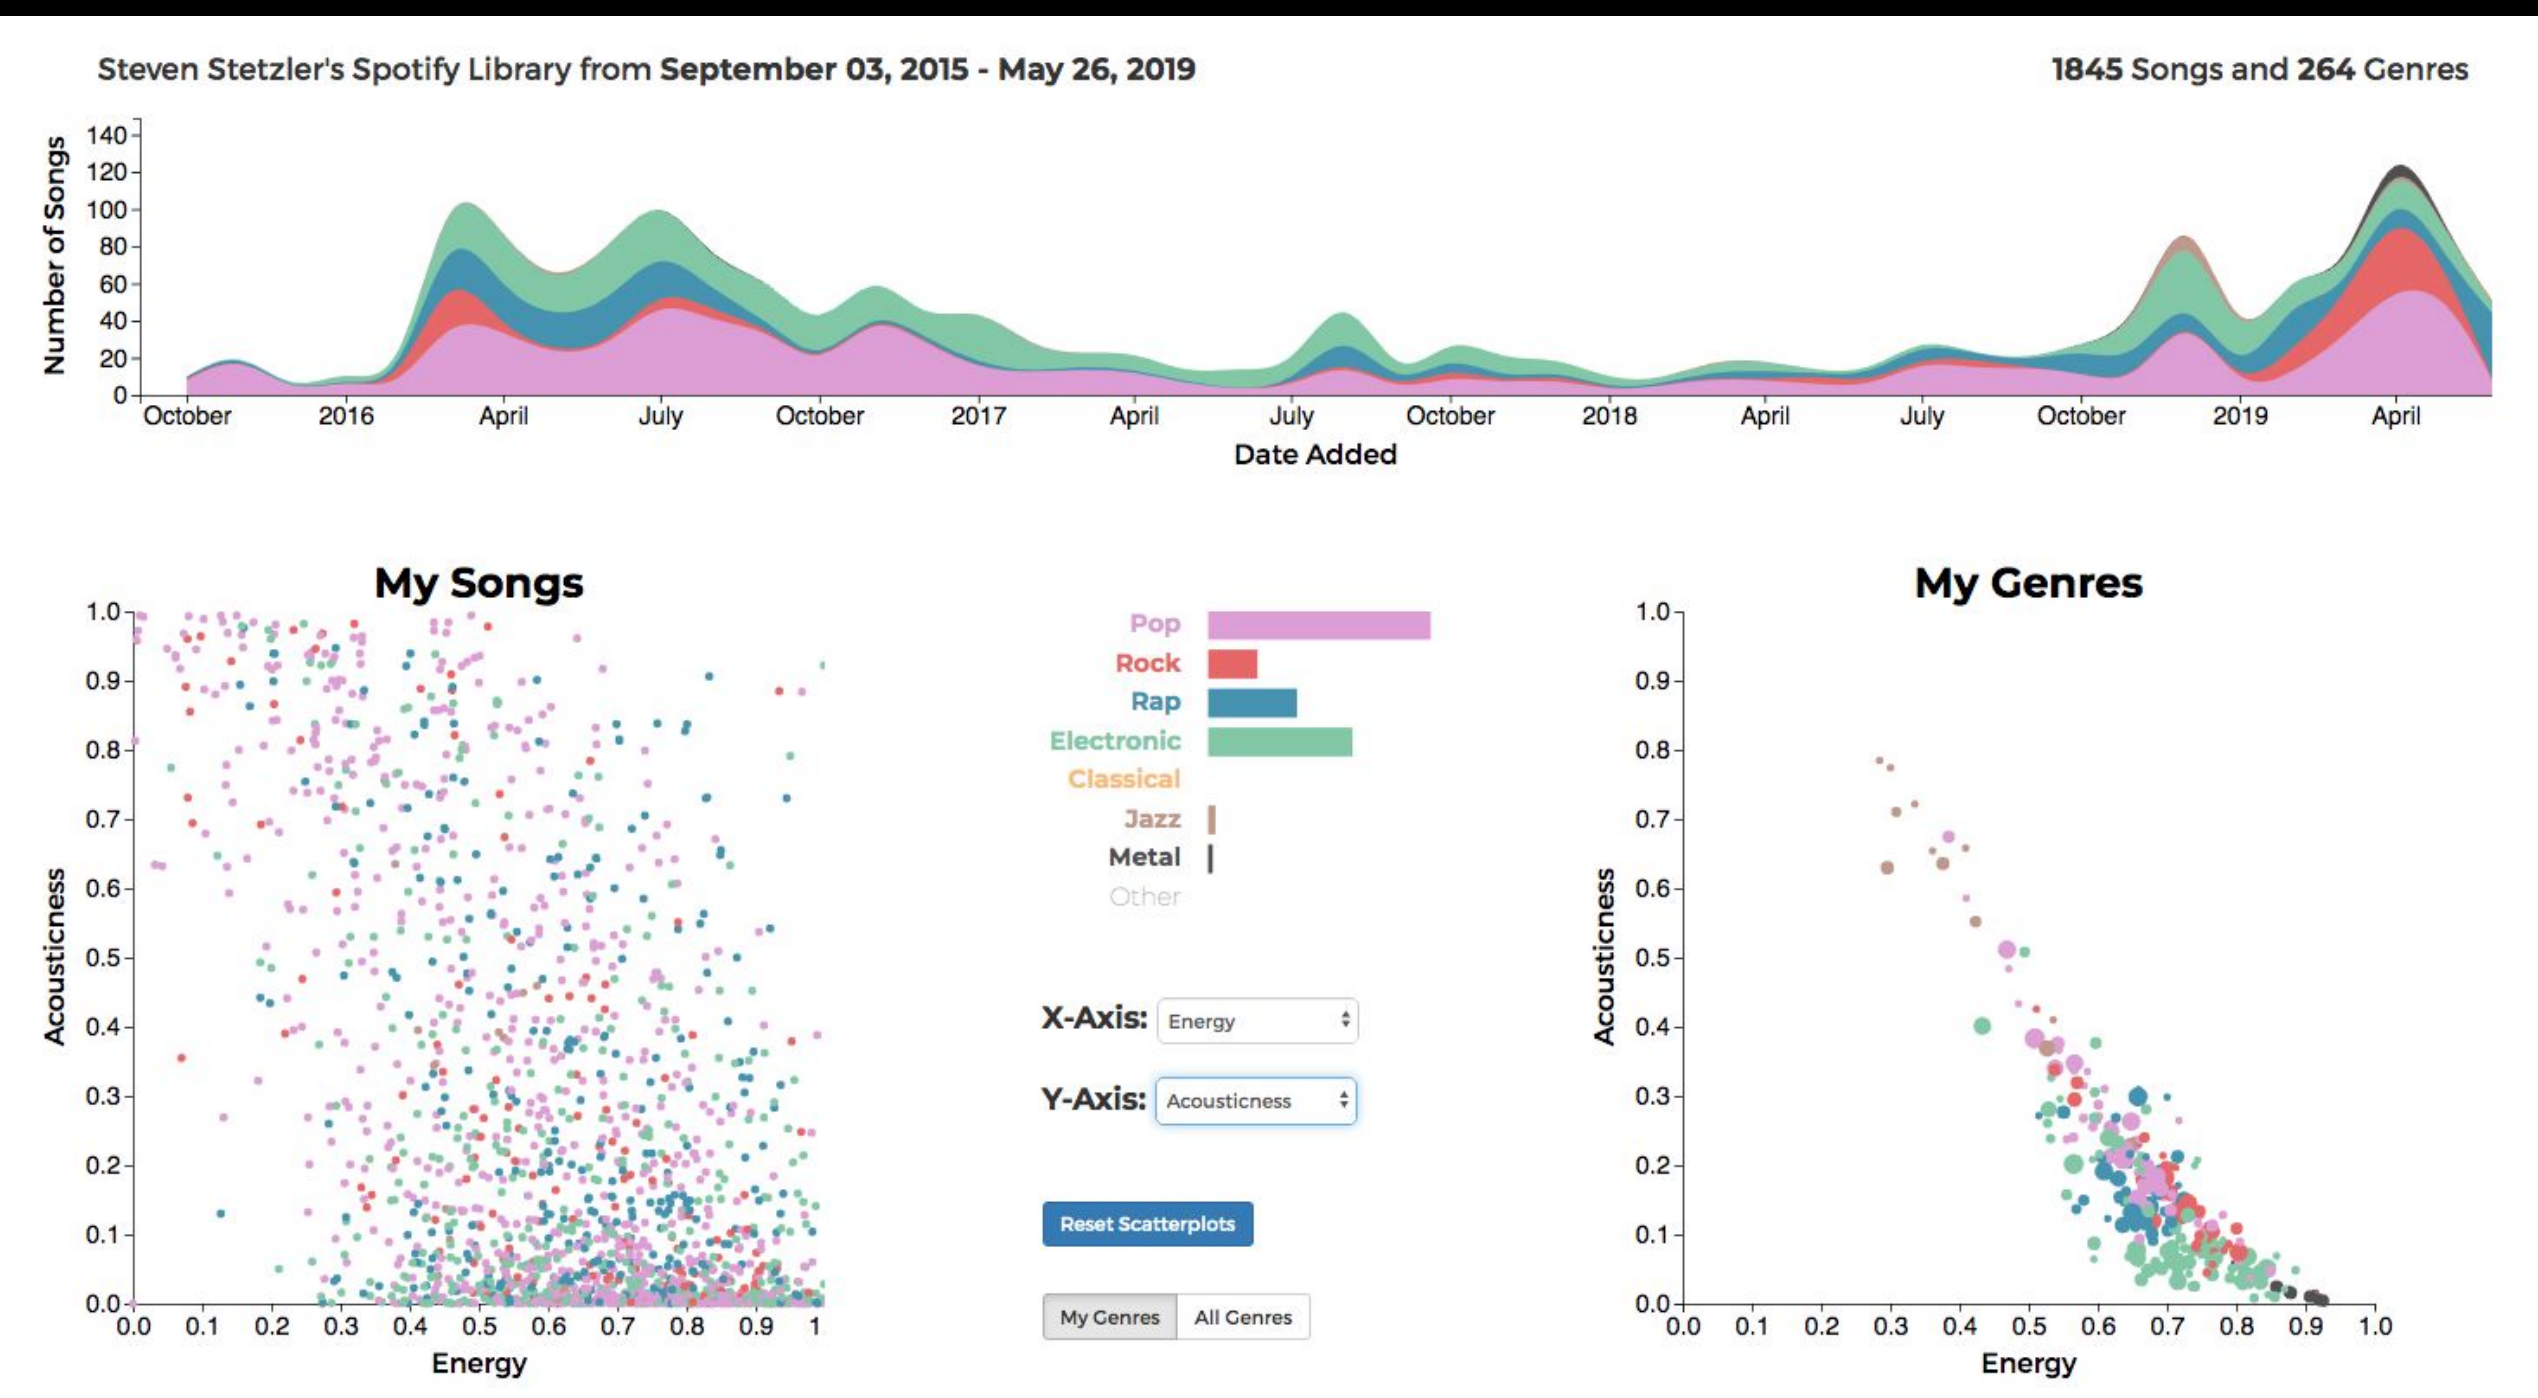 Steven Stetzler's Spotify Library from September 03, 2015 - May 26, 2019
1845 Songs and 264 Genres
Number of Songs
140
120
100
80
60
40
20
0
October 2016 April July October 2017 April July October 2018 April July October 2019 April
Date Added
My Songs
Acousticness
1.0
0.9
0.8
0.7
0.6
0.5
0.4
0.3
0.2
0.1
0.0
0.0 0.1 0.2 0.3 0.4 0.5 0.6 0.7 0.8 0.9 1
Energy
Pop
Rock
Rap
Electronic
Classical
Jazz
Metal
Other
X-Axis: Energy
Y-Axis: Acousticness
Reset Scatterplots
My Genres All Genres
My Genres
Acousticness
1.0
0.9
0.8
0.7
0.6
0.5
0.4
0.3
0.2
0.1
0.0
0.0 0.1 0.2 0.3 0.4 0.5 0.6 0.7 0.8 0.9 1.0
Energy